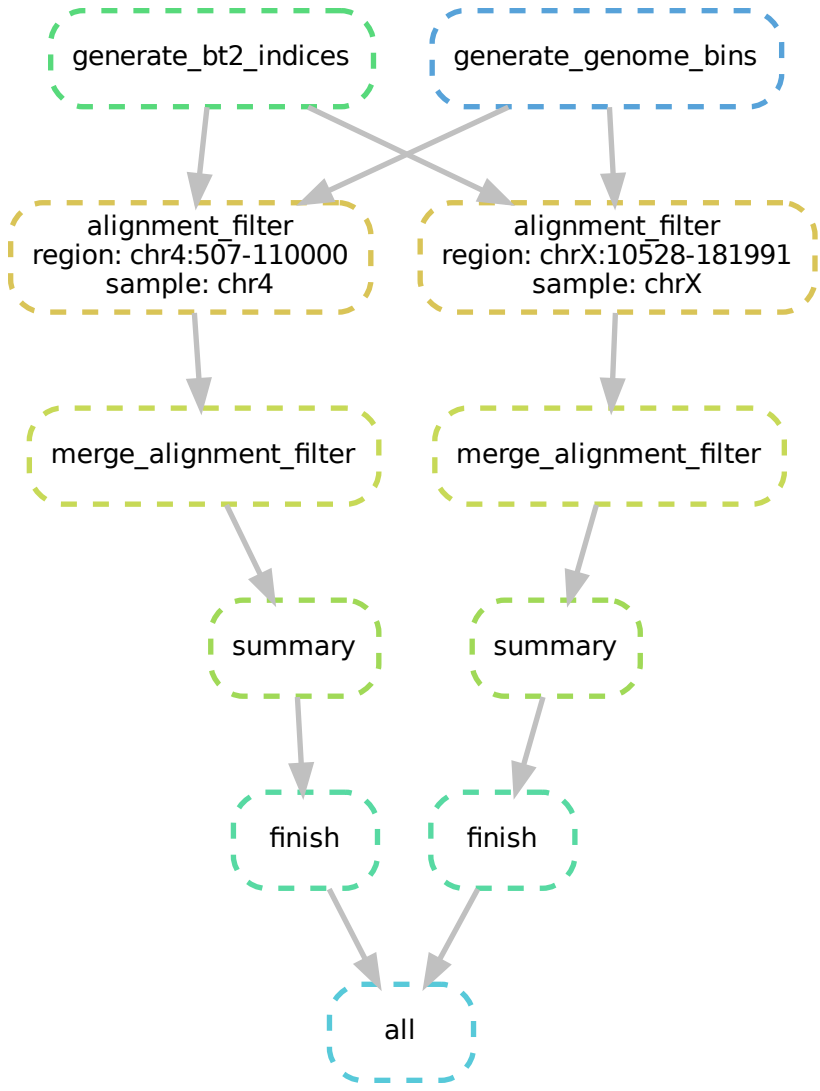 generate_bt2_indices
generate_genome_bins
alignment_filter
region: chr4:507-110000
sample: chr4
alignment_filter
region: chrX:10528-181991
sample: chrX
merge_alignment_filter
merge_alignment_filter
summary
summary
finish
finish
all